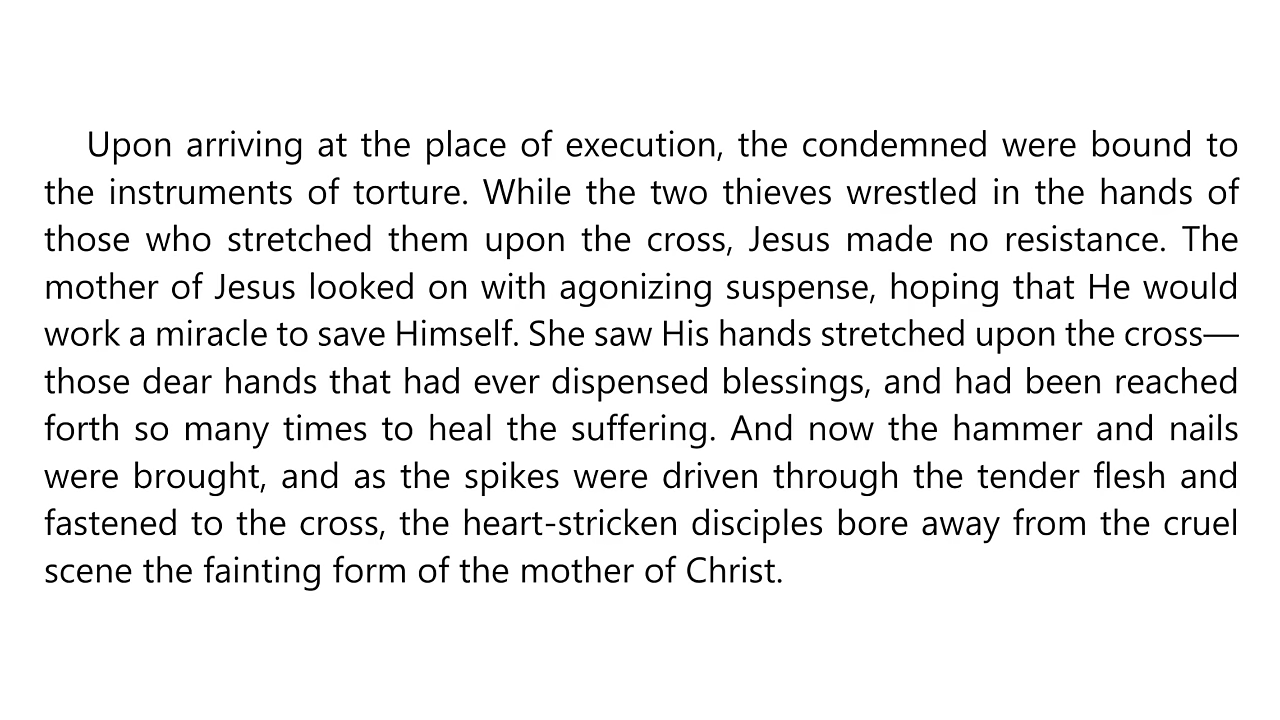 Upon arriving at the place of execution, the condemned were bound to
the instruments of torture. While the two thieves wrestled in the hands of
those who stretched them upon the cross, Jesus made no resistance. The
mother of Jesus looked on with agonizing suspense, hoping that He would
work a miracle to save Himself. She saw His hands stretched upon the cross—
those dear hands that had ever dispensed blessings, and had been reached
forth so many times to heal the suffering. And now the hammer and nails
were brought, and as the spikes were driven through the tender flesh and
fastened to the cross, the heart-stricken disciples bore away from the cruel
scene the fainting form of the mother of Christ.